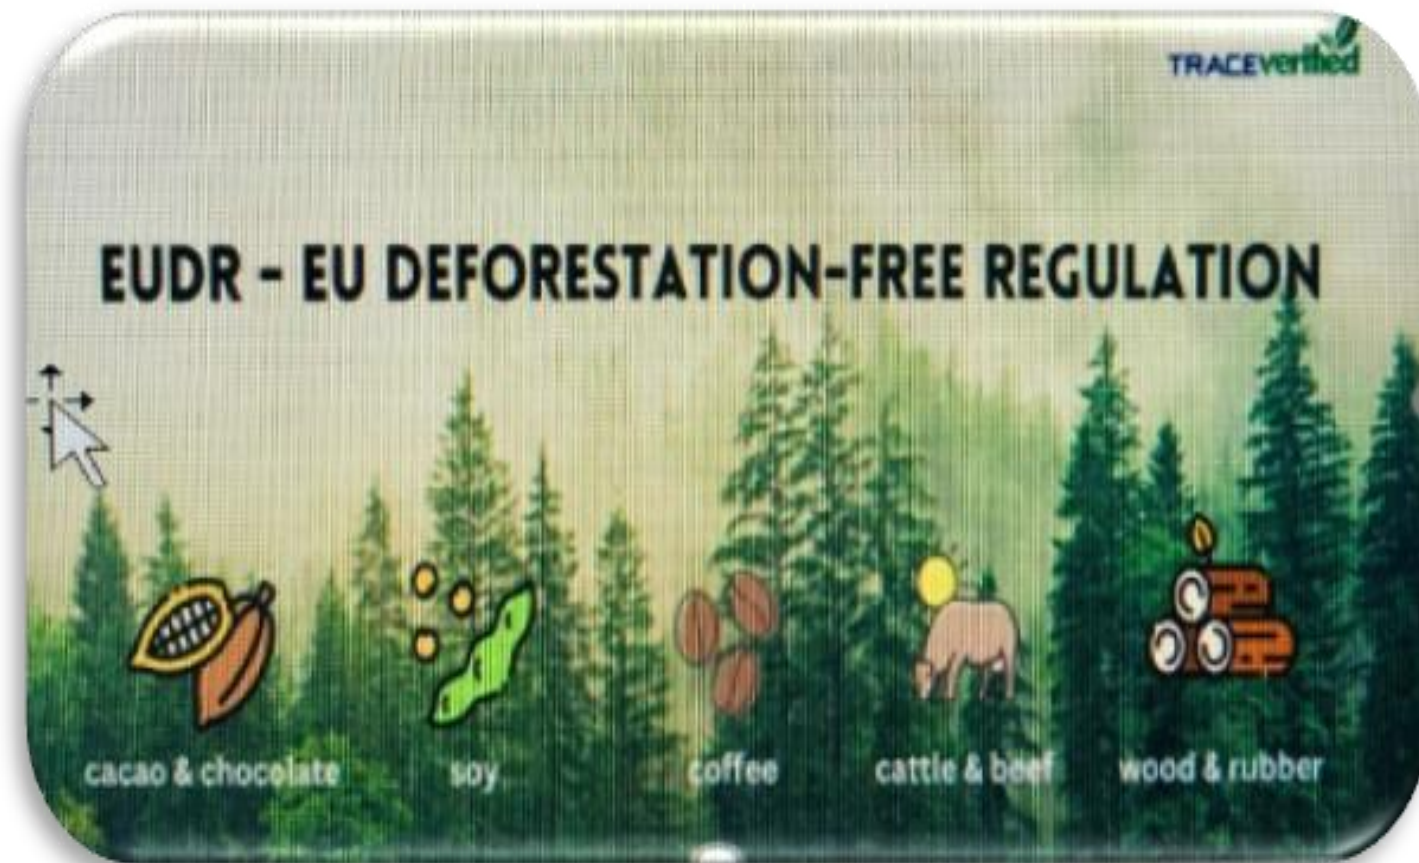 TRACEverified
EUDR - EU DEFORESTATION-FREE REGULATION
cacao & chocolate
soy
coffee
cattle & beef
wood & rubber